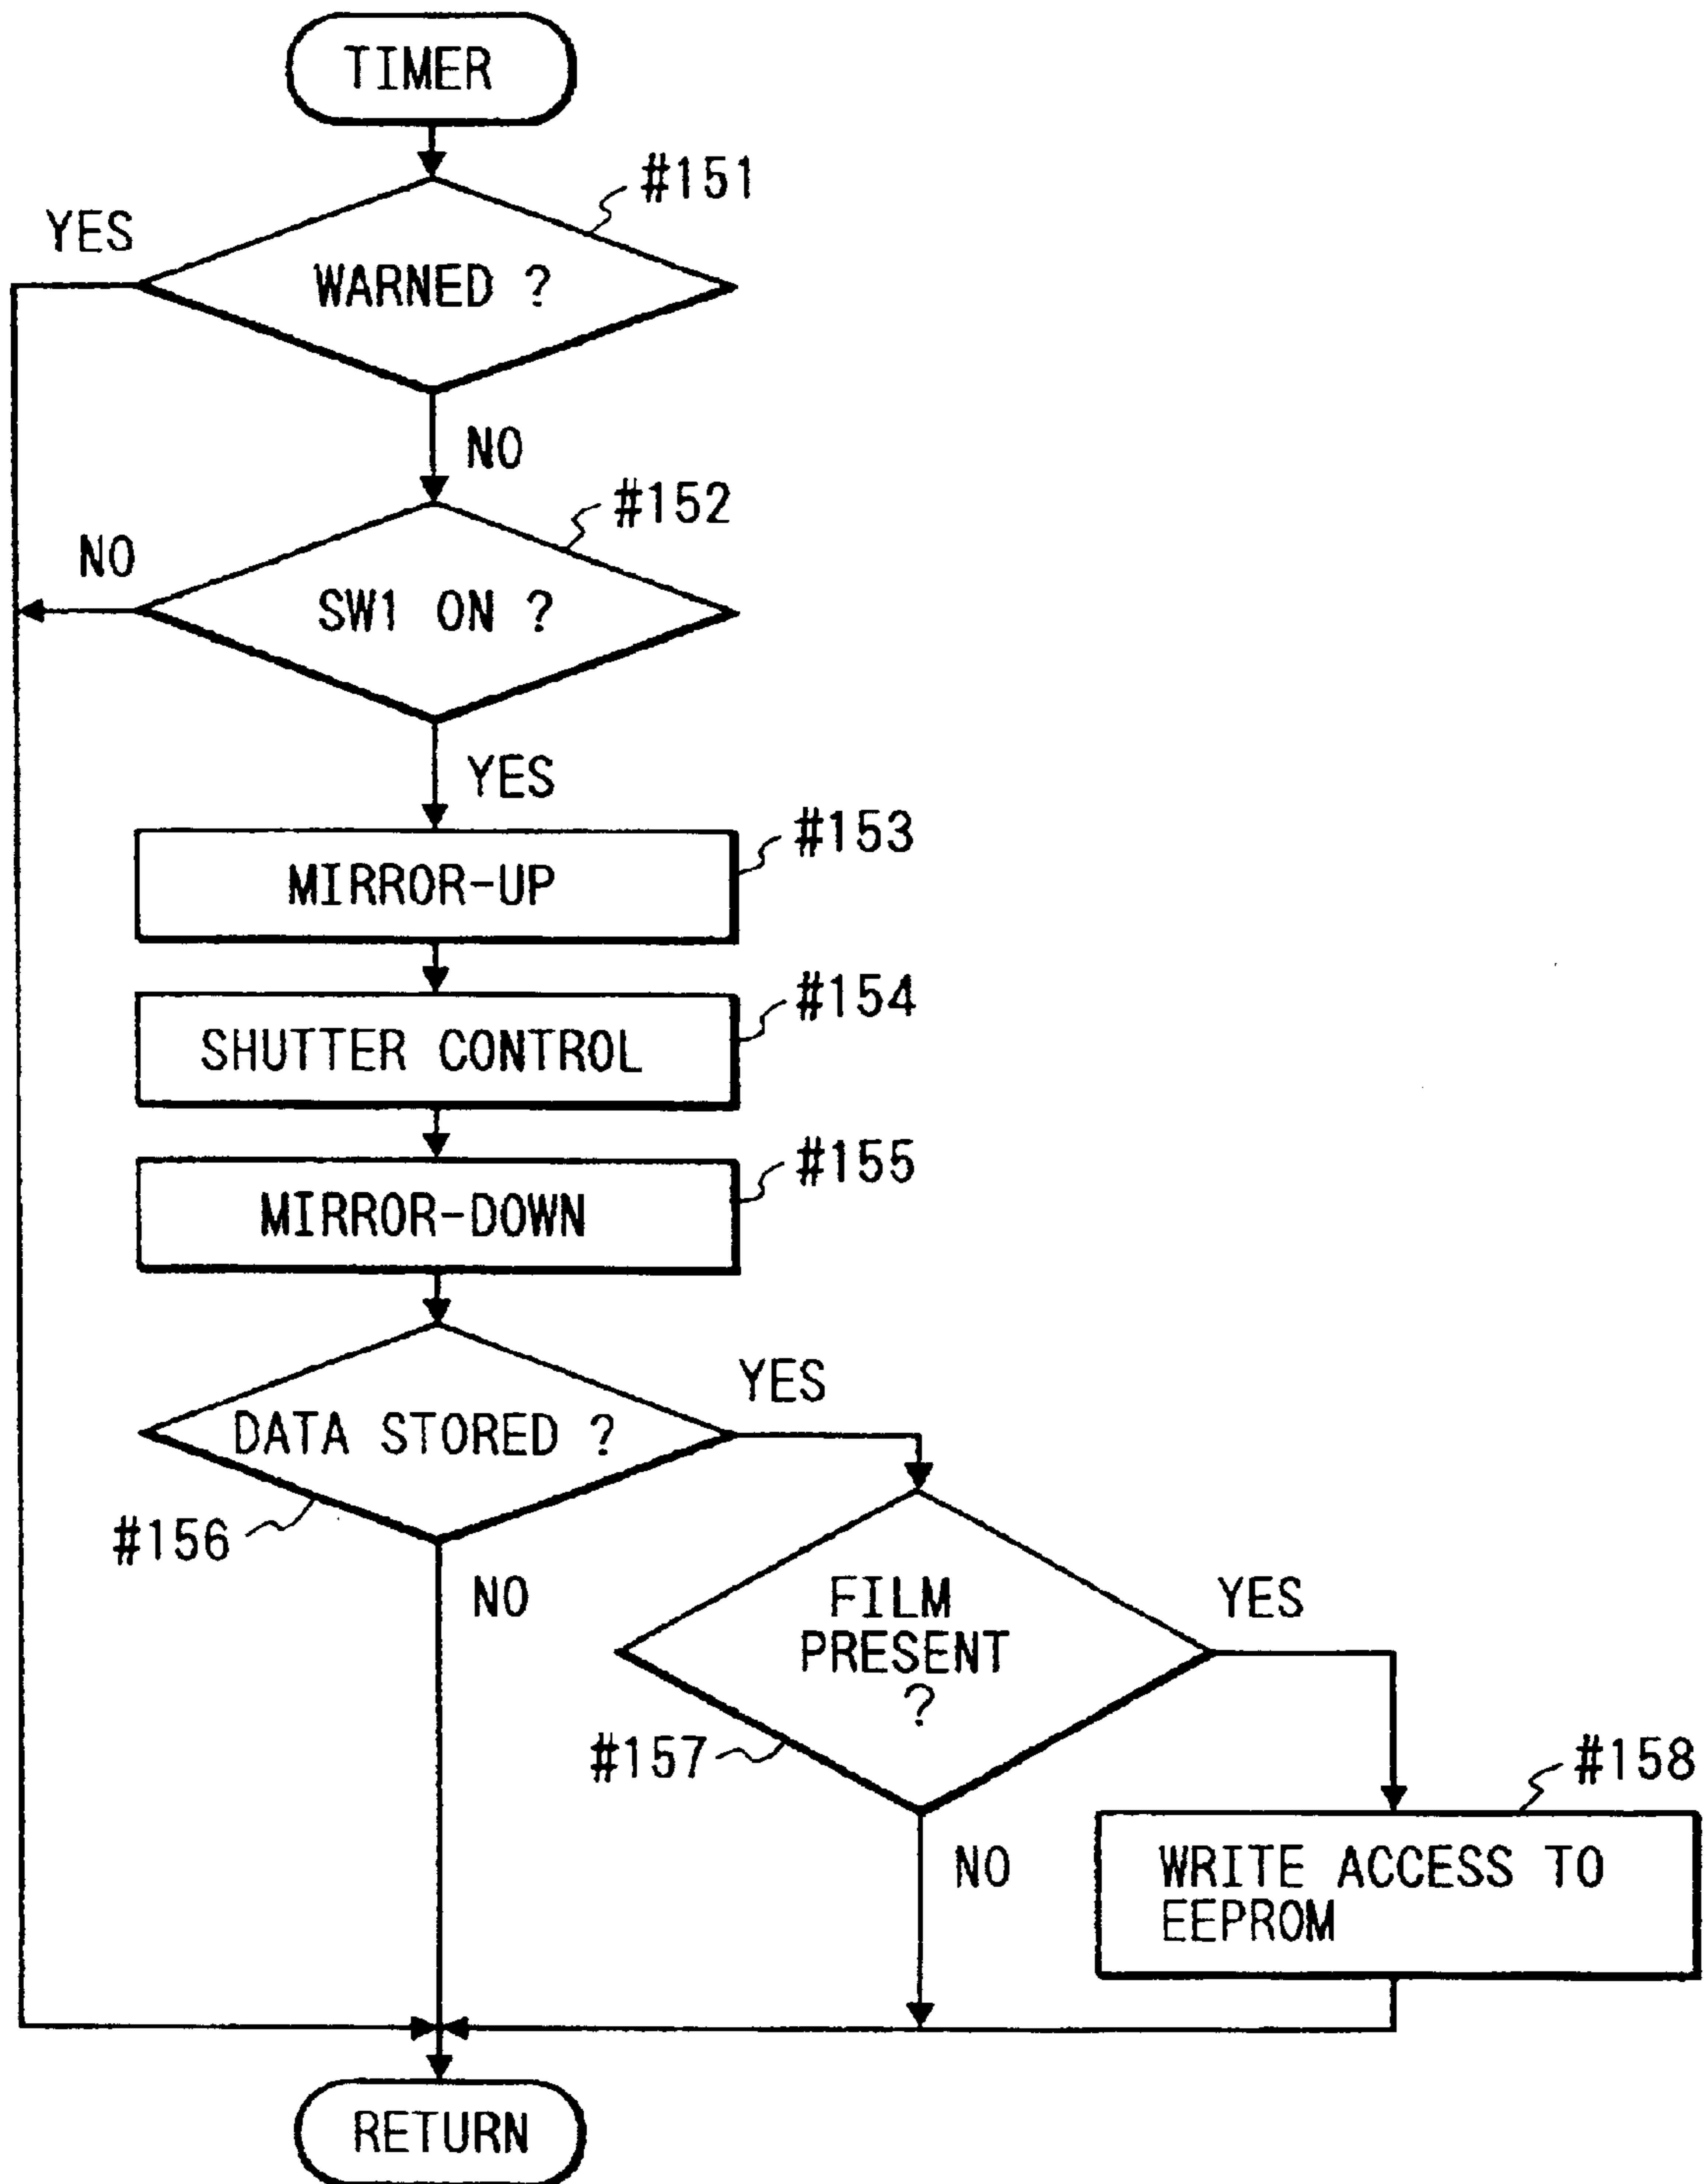 TIMER
#151
YES
WARNED ?
NO
#152
NO
SW1 ON ?
YES
#153
MIRROR-UP
#154
SHUTTER CONTROL
#155
MIRROR-DOWN
YES
DATA STORED ?
#156
NO
FILM
PRESENT
?
YES
#157
#158
NO
WRITE ACCESS TO
EEPROM
RETURN